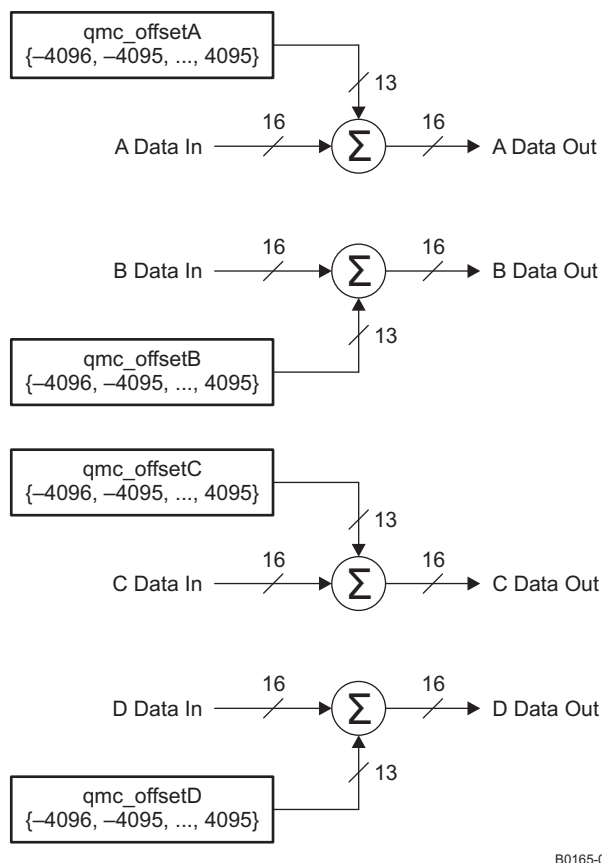 qmc_offsetA
{–4096, –4095, ..., 4095}
13
16
16
A Data In
Σ
A Data Out
16
16
B Data In
Σ
B Data Out
13
qmc_offsetB
{–4096, –4095, ..., 4095}
qmc_offsetC
{–4096, –4095, ..., 4095}
13
16
16
C Data In
Σ
C Data Out
16
16
D Data In
Σ
D Data Out
13
qmc_offsetD
{–4096, –4095, ..., 4095}